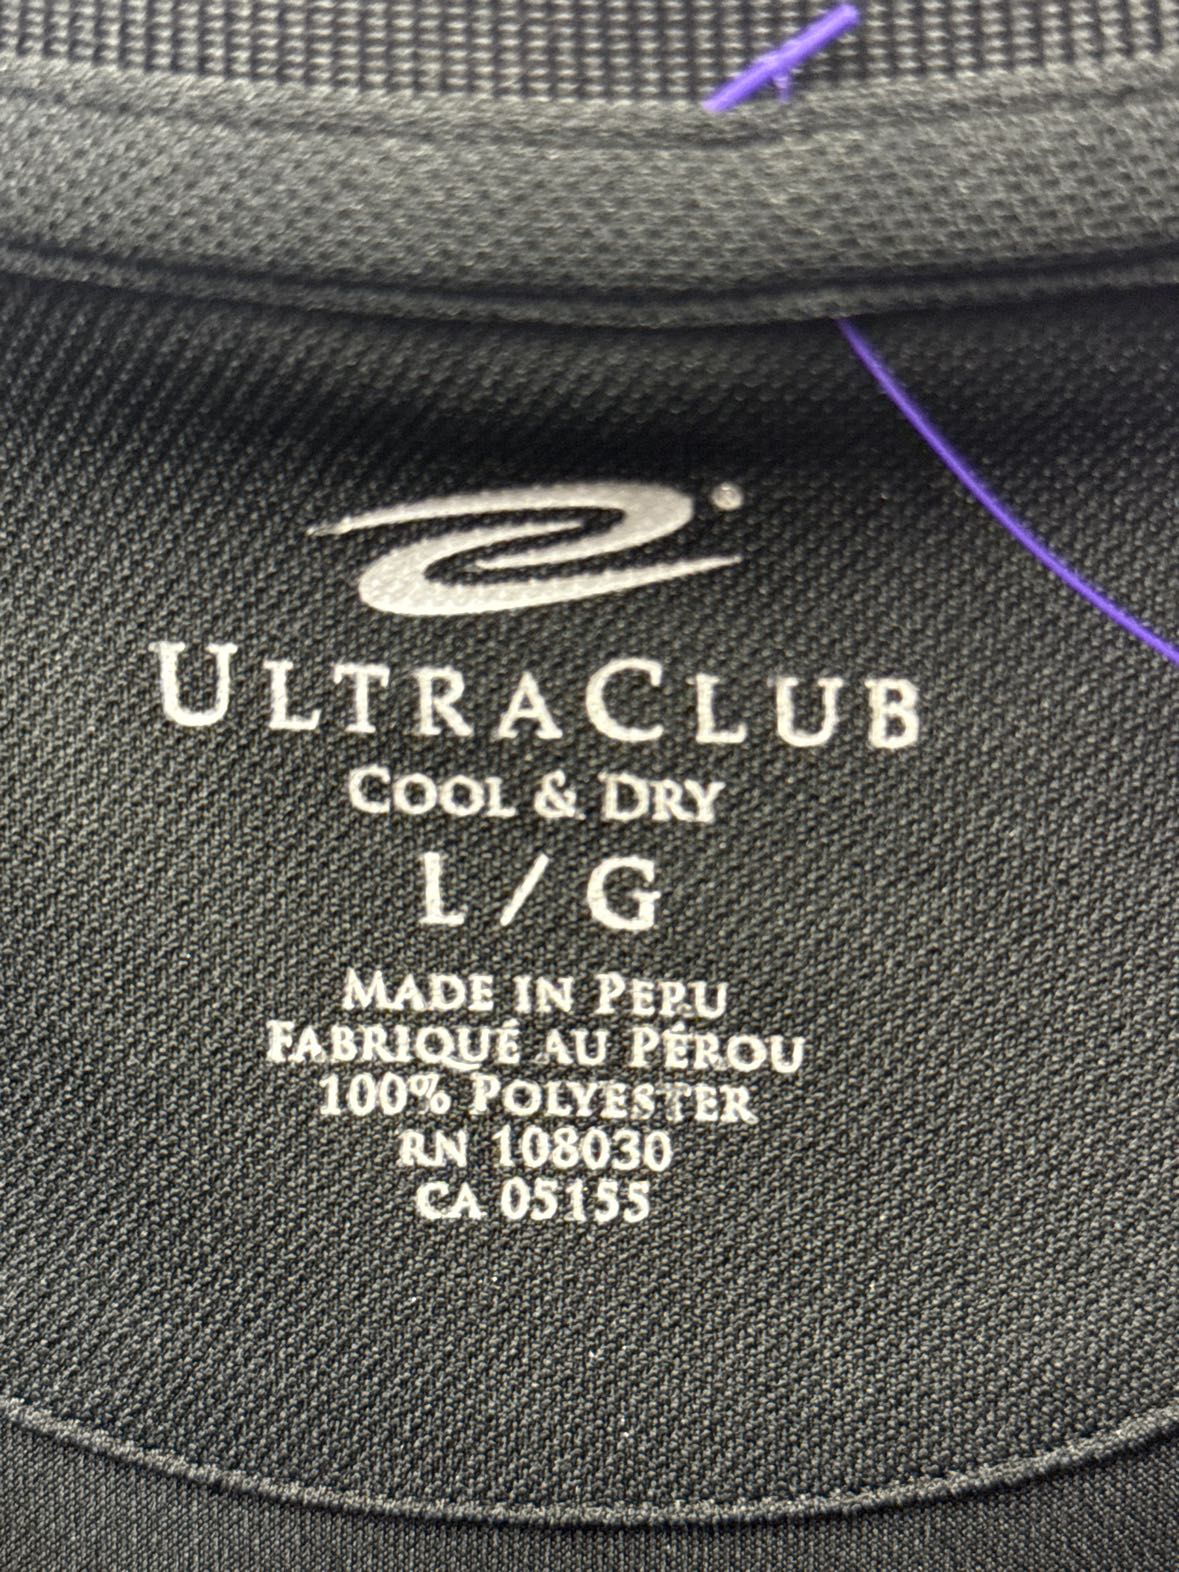 ULTRACLUB
COOL & DRY
L / G
MADE IN PERU
FABRIQUÉ AU PÉROU
100% POLYESTER
RN 108030
CA 05155